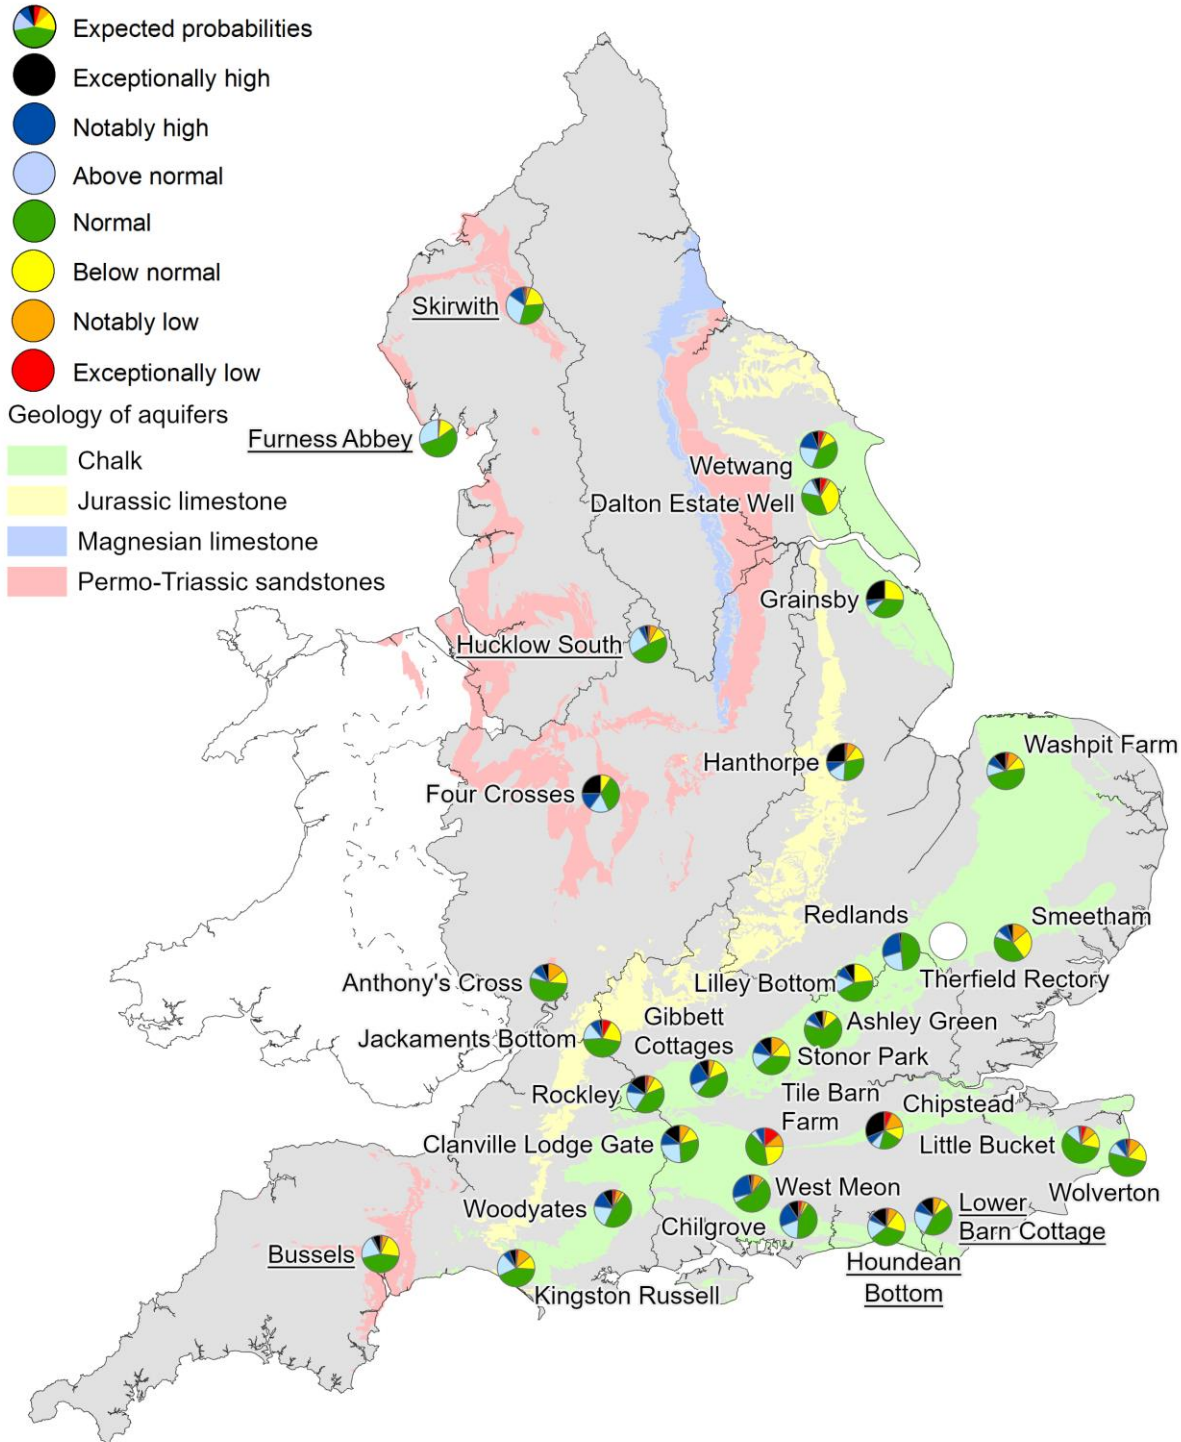 Expected probabilities
Exceptionally high
Notably high
Above normal
Normal
Below normal
Notably low
Exceptionally low
Geology of aquifers
Chalk
Jurassic limestone
Magnesian limestone
Permo-Triassic sandstones
Skirwith
Furness Abbey
Wetwang
Dalton Estate Well
Grainsby
Hucklow South
Hanthorpe
Washpit Farm
Four Crosses
Redlands
Smeetham
Anthony's Cross
Lilley Bottom
Therfield Rectory
Jackaments Bottom
Gibbett
Cottages
Ashley Green
Stonor Park
Rockley
Tile Barn
Farm
Chipstead
Clanville Lodge Gate
Little Bucket
Wolverton
Woodyates
West Meon
Chilgrove
Lower
Barn Cottage
Bussels
Houndean
Bottom
Kingston Russell